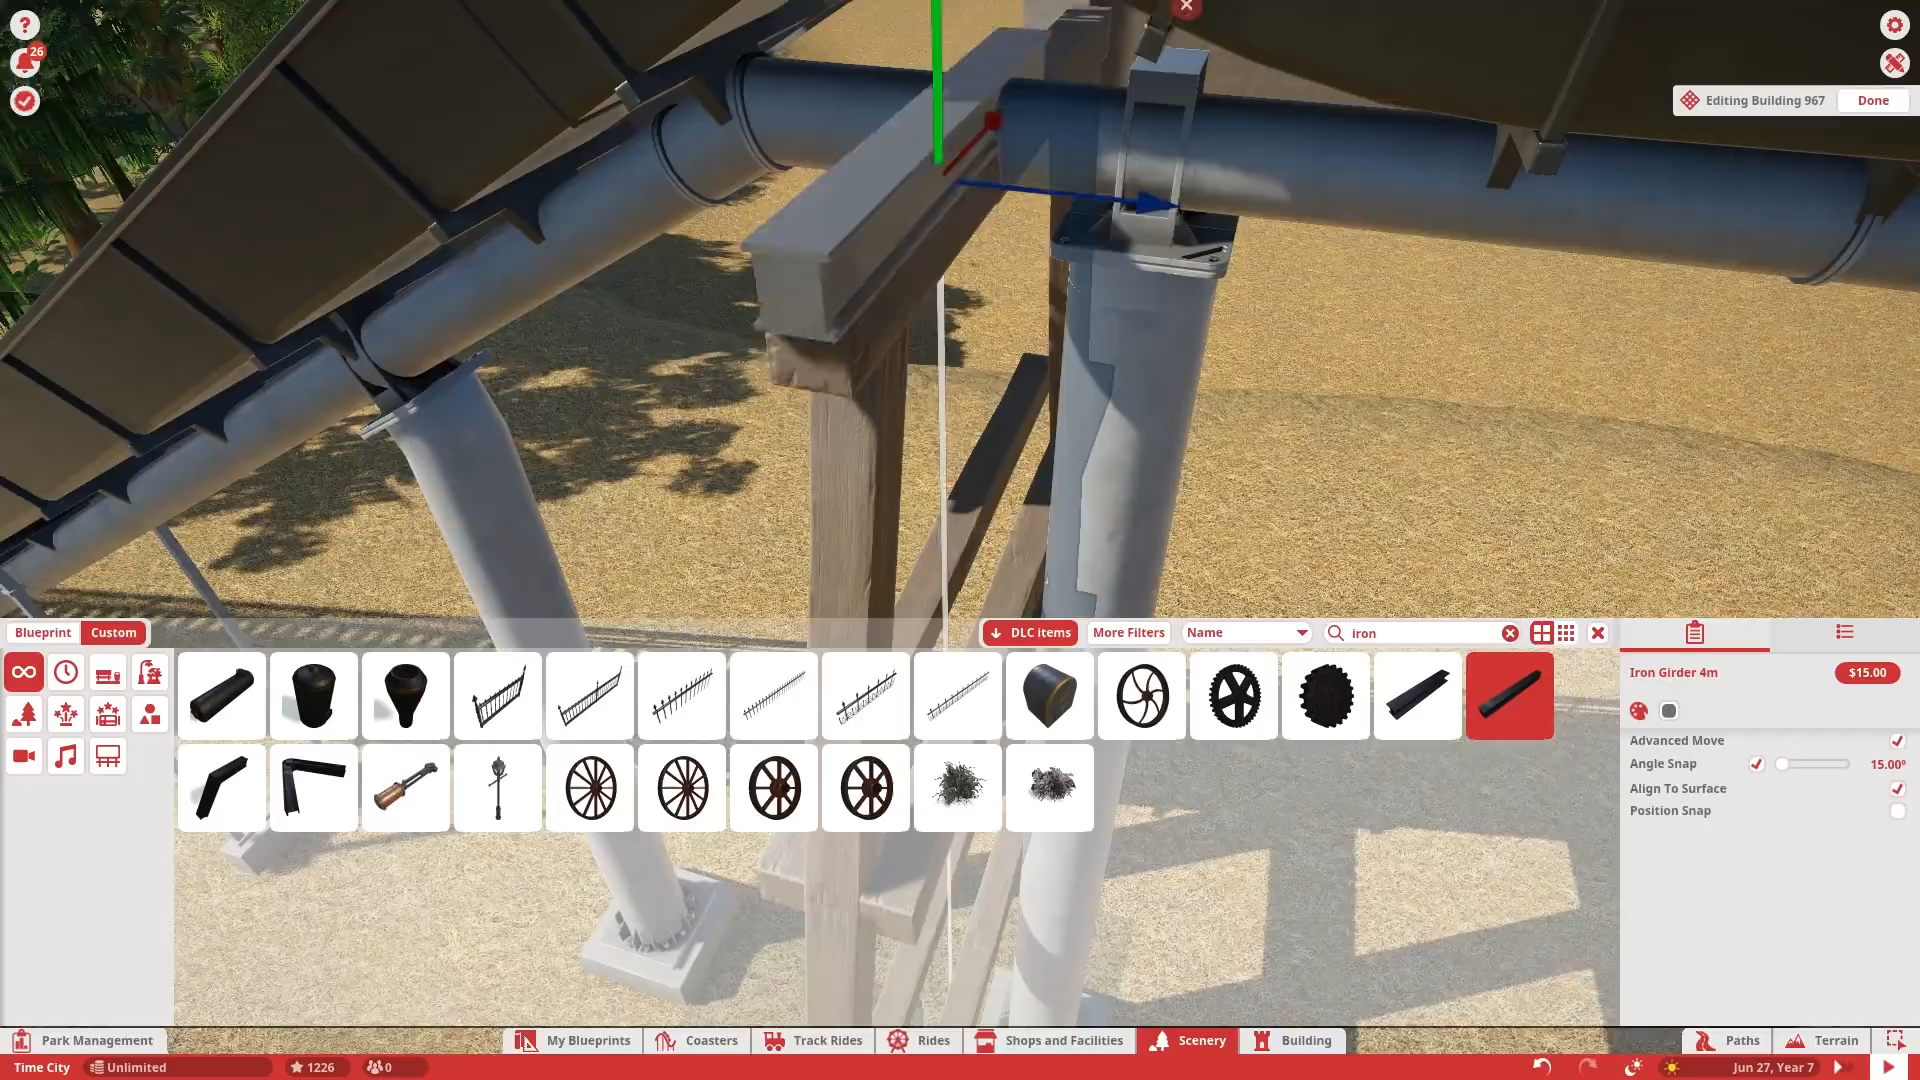 ?
26
Editing Building 967
Done
Blueprint
Custom
DLC items
More Filters
Name
iron
Iron Girder 4m
$15.00
Advanced Move
Angle Snap
15.00°
Align To Surface
Position Snap
Park Management
My Blueprints
Coasters
Track Rides
Rides
Shops and Facilities
Scenery
Building
Paths
Terrain
Time City
Unlimited
1226
0
Jun 27, Year 7